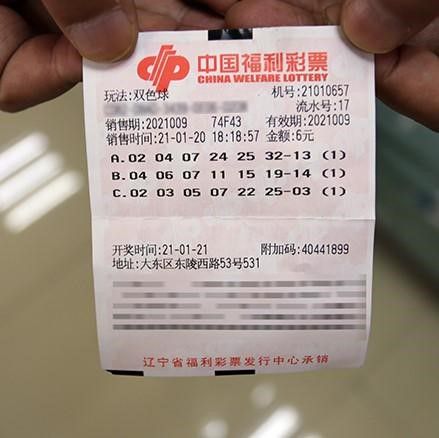 中国福利彩票
CHINA WELFARE LOTTERY
玩法:双色球 机号:21010657
流水号:17
销售期:2021009 74F43 有效期:2021009
销售时间:21-01-20 18:18:57 金额:6元
A.02 04 07 24 25 32-13 (1)
B.04 06 07 11 15 19-14 (1)
C.02 03 05 07 22 25-03 (1)
开奖时间:21-01-21 附加码:40441899
地址:大东区东陵西路53号531
辽宁省福利彩票发行中心承销